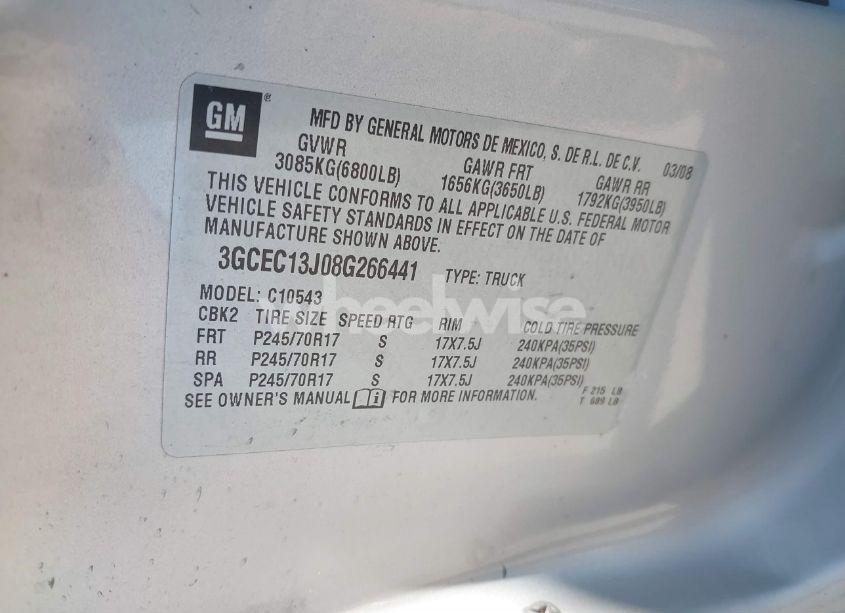 GM ®
MFD BY GENERAL MOTORS DE MEXICO, S. DE R.L. DE C.V. 03/08
GVWR GAWR FRT GAWR RR
3085KG(6800LB) 1656KG(3650LB) 1792KG(3950LB)
THIS VEHICLE CONFORMS TO ALL APPLICABLE U.S. FEDERAL MOTOR
VEHICLE SAFETY STANDARDS IN EFFECT ON THE DATE OF
MANUFACTURE SHOWN ABOVE.
3GCEC13J08G266441 TYPE: TRUCK
MODEL: C10543
CBK2 TIRE SIZE SPEED RTG RIM COLD TIRE PRESSURE
FRT P245/70R17 S 17X7.5J 240KPA(35PSI)
RR P245/70R17 S 17X7.5J 240KPA(35PSI)
SPA P245/70R17 S 17X7.5J 240KPA(35PSI)
SEE OWNER'S MANUAL i FOR MORE INFORMATION.
F 215 LB
T 689 LB
wheelwise